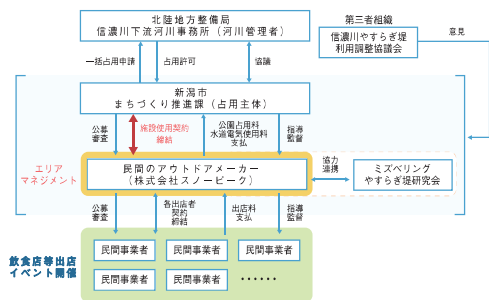 北陸地方整備局
信濃川下流河川事務所（河川管理者）
第三者組織
信濃川やすらぎ堤
利用調整協議会
意見
一括占用申請
占用許可
協議
新潟市
まちづくり推進課（占用主体）
公募
審査
施設使用契約
締結
公園占用料
水道電気使用料
支払
指導
監督
エリア
マネジメント
民間のアウトドアメーカー
（株式会社スノーピーク）
協力
連携
ミズベリング
やすらぎ堤研究会
公募
審査
各出店者
契約
締結
出店料
支払
指導
監督
飲食店等出店
イベント開催
民間事業者
民間事業者
民間事業者
民間事業者
民間事業者
・・・・・・